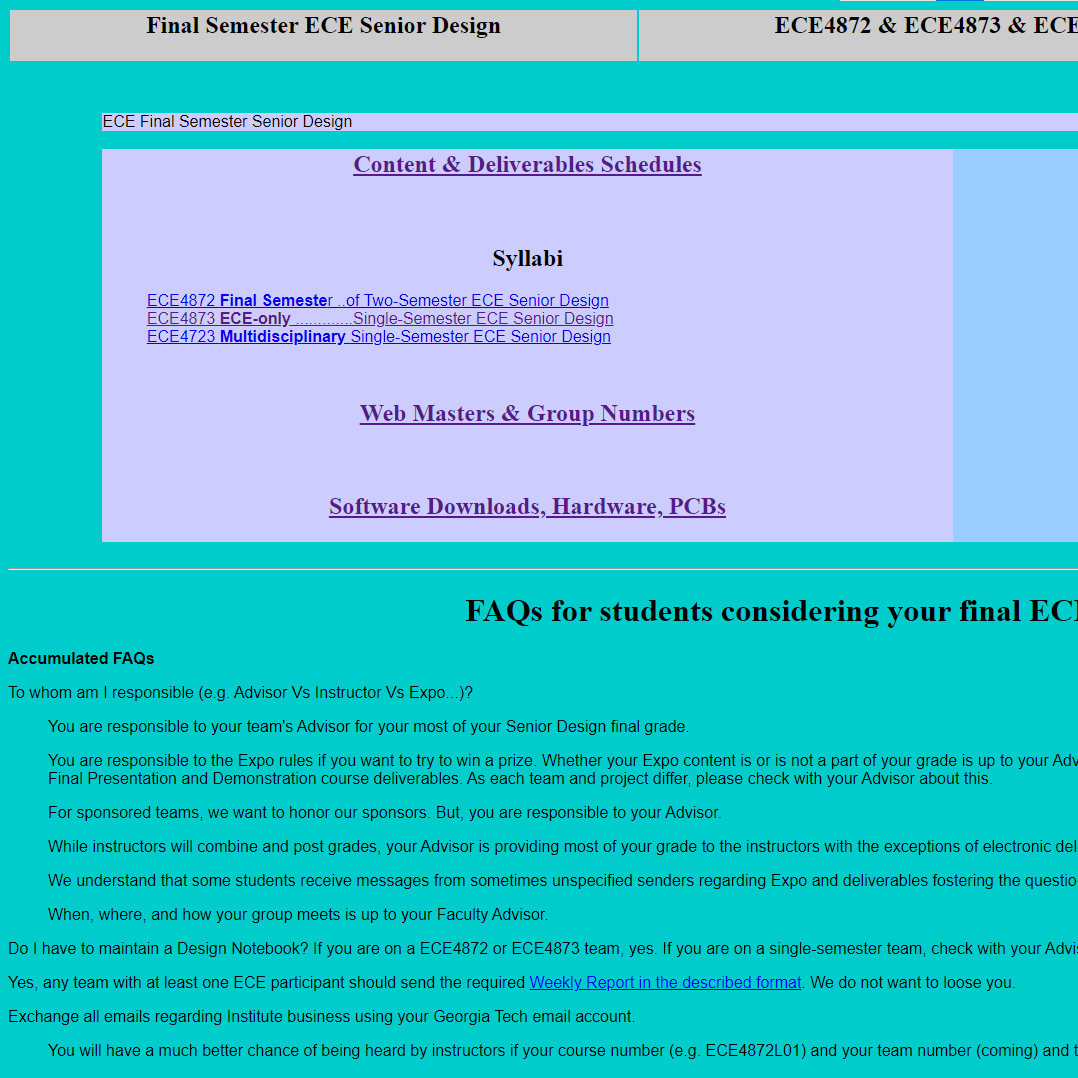 Final Semester ECE Senior Design
ECE4872 & ECE4873 & ECE
ECE Final Semester Senior Design
Content & Deliverables Schedules
Syllabi
ECE4872 Final Semester ..of Two-Semester ECE Senior Design
ECE4873 ECE-only .............Single-Semester ECE Senior Design
ECE4723 Multidisciplinary Single-Semester ECE Senior Design
Web Masters & Group Numbers
Software Downloads, Hardware, PCBs
FAQs for students considering your final ECE
Accumulated FAQs
To whom am I responsible (e.g. Advisor Vs Instructor Vs Expo...)?
You are responsible to your team's Advisor for your most of your Senior Design final grade.
You are responsible to the Expo rules if you want to try to win a prize. Whether your Expo content is or is not a part of your grade is up to your Adv
Final Presentation and Demonstration course deliverables. As each team and project differ, please check with your Advisor about this.
For sponsored teams, we want to honor our sponsors. But, you are responsible to your Advisor.
While instructors will combine and post grades, your Advisor is providing most of your grade to the instructors with the exceptions of electronic del
We understand that some students receive messages from sometimes unspecified senders regarding Expo and deliverables fostering the questio
When, where, and how your group meets is up to your Faculty Advisor.
Do I have to maintain a Design Notebook? If you are on a ECE4872 or ECE4873 team, yes. If you are on a single-semester team, check with your Advis
Yes, any team with at least one ECE participant should send the required Weekly Report in the described format. We do not want to loose you.
Exchange all emails regarding Institute business using your Georgia Tech email account.
You will have a much better chance of being heard by instructors if your course number (e.g. ECE4872L01) and your team number (coming) and t